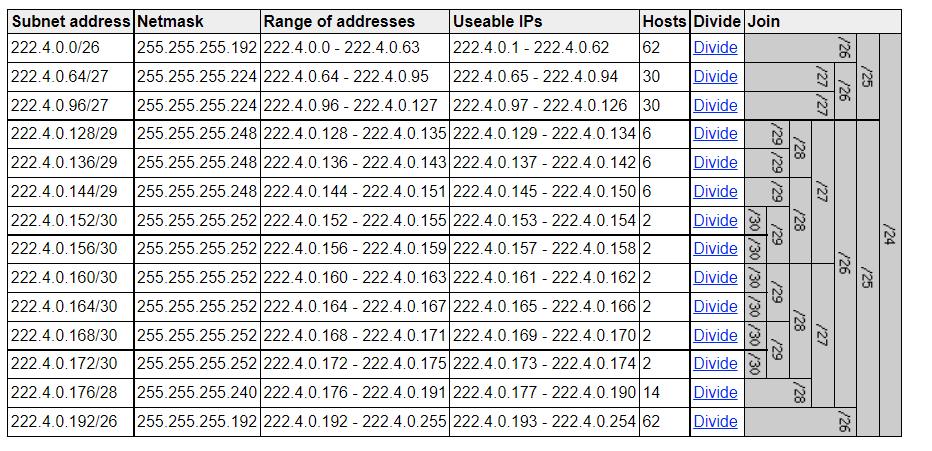 Subnet address Netmask Range of addresses Useable IPs Hosts Divide Join
222.4.0.0/26 255.255.255.192 222.4.0.0 - 222.4.0.63 222.4.0.1 - 222.4.0.62 62 Divide /26 /25 /24
222.4.0.64/27 255.255.255.224 222.4.0.64 - 222.4.0.95 222.4.0.65 - 222.4.0.94 30 Divide /27 /26
222.4.0.96/27 255.255.255.224 222.4.0.96 - 222.4.0.127 222.4.0.97 - 222.4.0.126 30 Divide /27
222.4.0.128/29 255.255.255.248 222.4.0.128 - 222.4.0.135 222.4.0.129 - 222.4.0.134 6 Divide /29 /28 /27 /26 /25
222.4.0.136/29 255.255.255.248 222.4.0.136 - 222.4.0.143 222.4.0.137 - 222.4.0.142 6 Divide /29
222.4.0.144/29 255.255.255.248 222.4.0.144 - 222.4.0.151 222.4.0.145 - 222.4.0.150 6 Divide /29 /28
222.4.0.152/30 255.255.255.252 222.4.0.152 - 222.4.0.155 222.4.0.153 - 222.4.0.154 2 Divide /30 /29
222.4.0.156/30 255.255.255.252 222.4.0.156 - 222.4.0.159 222.4.0.157 - 222.4.0.158 2 Divide /30
222.4.0.160/30 255.255.255.252 222.4.0.160 - 222.4.0.163 222.4.0.161 - 222.4.0.162 2 Divide /30 /29 /28 /27
222.4.0.164/30 255.255.255.252 222.4.0.164 - 222.4.0.167 222.4.0.165 - 222.4.0.166 2 Divide /30
222.4.0.168/30 255.255.255.252 222.4.0.168 - 222.4.0.171 222.4.0.169 - 222.4.0.170 2 Divide /30 /29
222.4.0.172/30 255.255.255.252 222.4.0.172 - 222.4.0.175 222.4.0.173 - 222.4.0.174 2 Divide /30
222.4.0.176/28 255.255.255.240 222.4.0.176 - 222.4.0.191 222.4.0.177 - 222.4.0.190 14 Divide /28
222.4.0.192/26 255.255.255.192 222.4.0.192 - 222.4.0.255 222.4.0.193 - 222.4.0.254 62 Divide /26